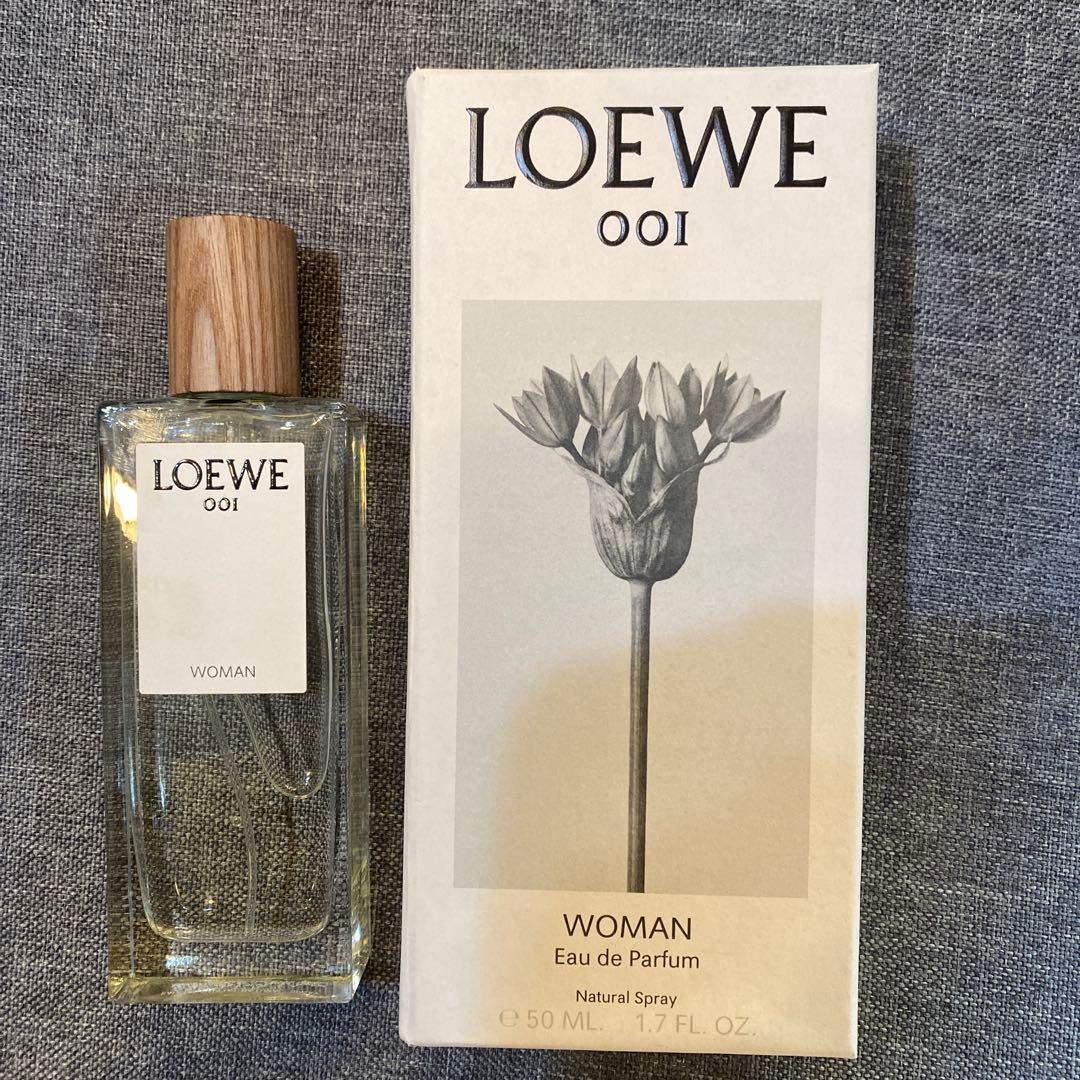 LOEWE
001
WOMAN
LOEWE
001
WOMAN
Eau de Parfum
Natural Spray
℮ 50 ML. 1.7 FL. OZ.